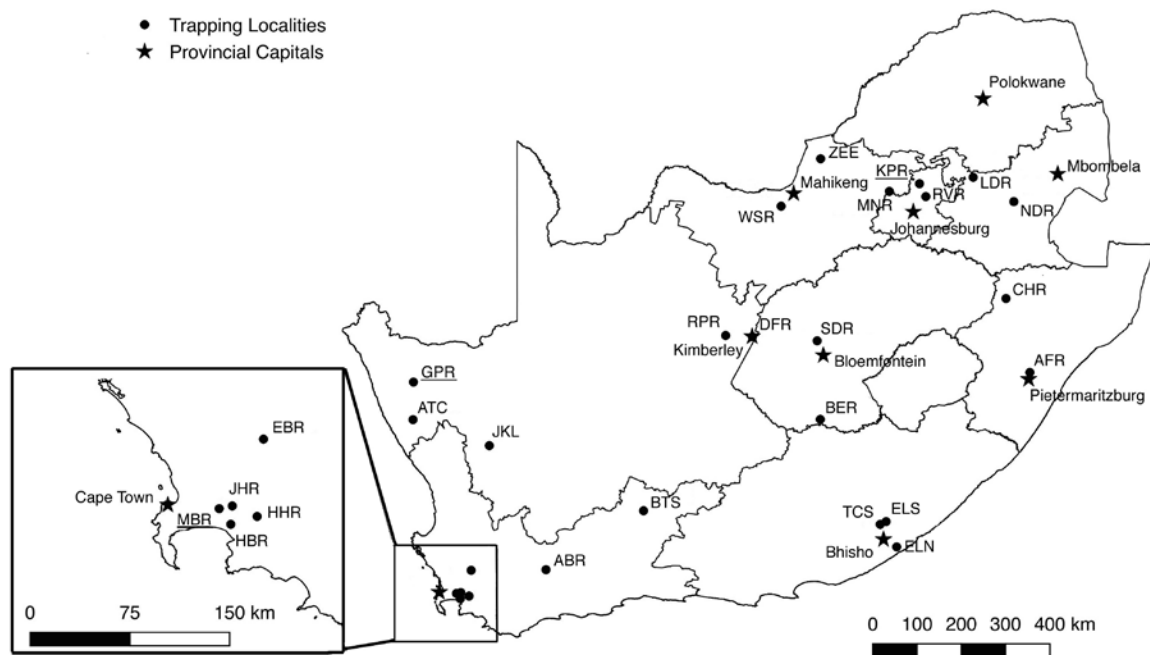 Trapping Localities
Provincial Capitals
Polokwane
ZEE
KPR
LDR
Mbombela
Mahikeng
MNR
RVR
NDR
WSR
Johannesburg
CHR
RPR
DFR
SDR
Kimberley
Bloemfontein
GPR
AFR
Pietermaritzburg
ATC
BER
JKL
EBR
BTS
Cape Town
JHR
MBR
HHR
HBR
TCS
ELS
Bhisho
ELN
ABR
0 75 150 km
0 100 200 300 400 km